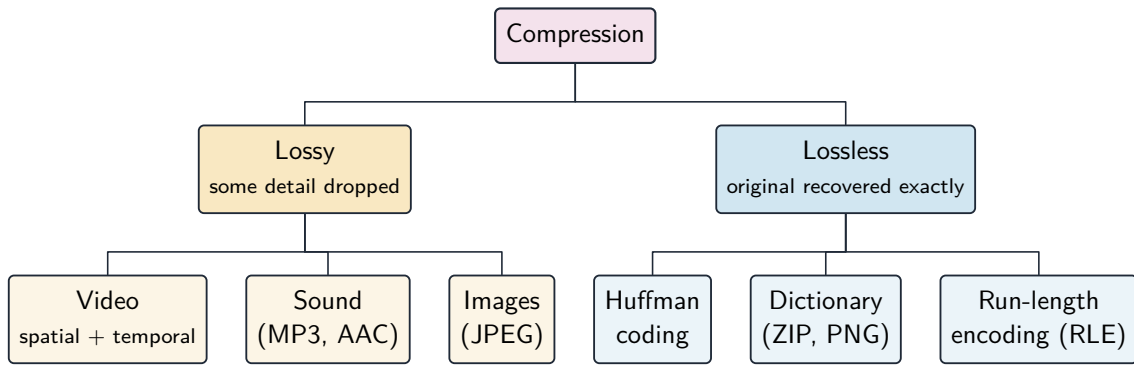 Compression
Lossy
some detail dropped
Lossless
original recovered exactly
Video
spatial + temporal
Sound
(MP3, AAC)
Images
(JPEG)
Huffman
coding
Dictionary
(ZIP, PNG)
Run-length
encoding (RLE)